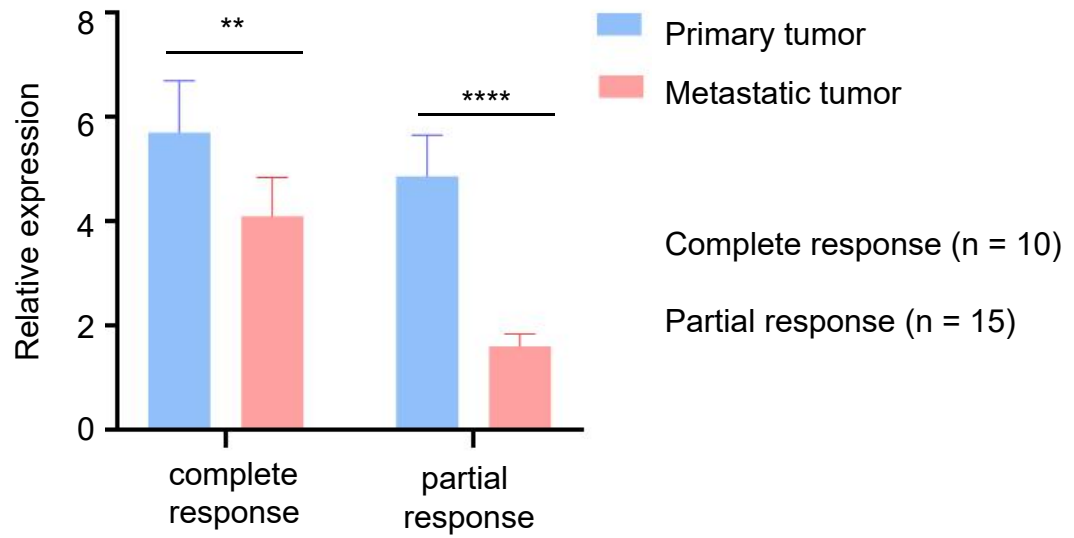 8
6
4
2
0
Relative expression
**
****
complete
response
partial
response
Primary tumor
Metastatic tumor
Complete response (n = 10)
Partial response (n = 15)